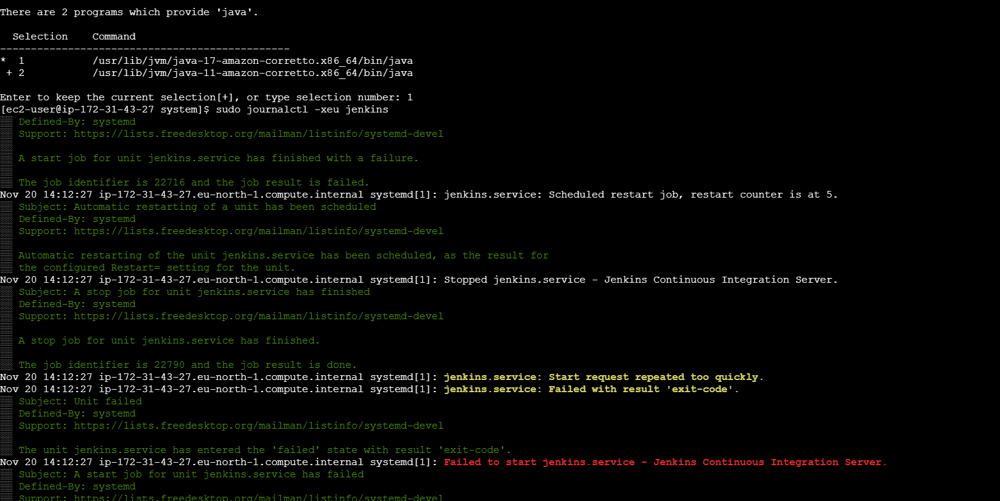 There are 2 programs which provide 'java'.
Selection    Command
-----------------------------------------------
*  1           /usr/lib/jvm/java-17-amazon-corretto.x86_64/bin/java
 + 2           /usr/lib/jvm/java-11-amazon-corretto.x86_64/bin/java
Enter to keep the current selection[+], or type selection number: 1
[ec2-user@ip-172-31-43-27 system]$ sudo journalctl -xeu jenkins
░░ Defined-By: systemd
░░ Support: https://lists.freedesktop.org/mailman/listinfo/systemd-devel
░░
░░ A start job for unit jenkins.service has finished with a failure.
░░
░░ The job identifier is 22716 and the job result is failed.
Nov 20 14:12:27 ip-172-31-43-27.eu-north-1.compute.internal systemd[1]: jenkins.service: Scheduled restart job, restart counter is at 5.
░░ Subject: Automatic restarting of a unit has been scheduled
░░ Defined-By: systemd
░░ Support: https://lists.freedesktop.org/mailman/listinfo/systemd-devel
░░
░░ Automatic restarting of the unit jenkins.service has been scheduled, as the result for
░░ the configured Restart= setting for the unit.
Nov 20 14:12:27 ip-172-31-43-27.eu-north-1.compute.internal systemd[1]: Stopped jenkins.service - Jenkins Continuous Integration Server.
░░ Subject: A stop job for unit jenkins.service has finished
░░ Defined-By: systemd
░░ Support: https://lists.freedesktop.org/mailman/listinfo/systemd-devel
░░
░░ A stop job for unit jenkins.service has finished.
░░
░░ The job identifier is 22790 and the job result is done.
Nov 20 14:12:27 ip-172-31-43-27.eu-north-1.compute.internal systemd[1]: jenkins.service: Start request repeated too quickly.
Nov 20 14:12:27 ip-172-31-43-27.eu-north-1.compute.internal systemd[1]: jenkins.service: Failed with result 'exit-code'.
░░ Subject: Unit failed
░░ Defined-By: systemd
░░ Support: https://lists.freedesktop.org/mailman/listinfo/systemd-devel
░░
░░ The unit jenkins.service has entered the 'failed' state with result 'exit-code'.
Nov 20 14:12:27 ip-172-31-43-27.eu-north-1.compute.internal systemd[1]: Failed to start jenkins.service - Jenkins Continuous Integration Server.
░░ Subject: A start job for unit jenkins.service has failed
░░ Defined-By: systemd
░░ Support: https://lists.freedesktop.org/mailman/listinfo/systemd-devel